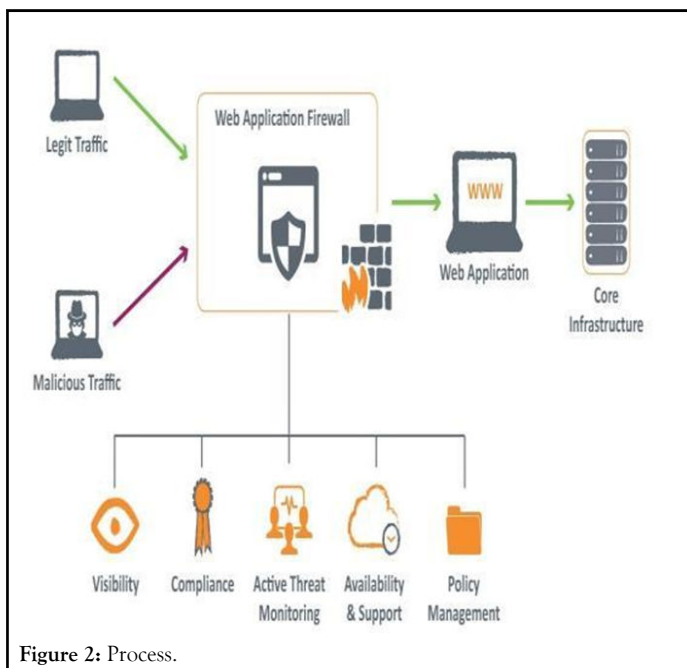 Legit Traffic
Web Application Firewall
WWW
Web Application
Core
Infrastructure
Malicious Traffic
Visibility
Compliance
Active Threat
Monitoring
Availability
& Support
Policy
Management
Figure 2: Process.